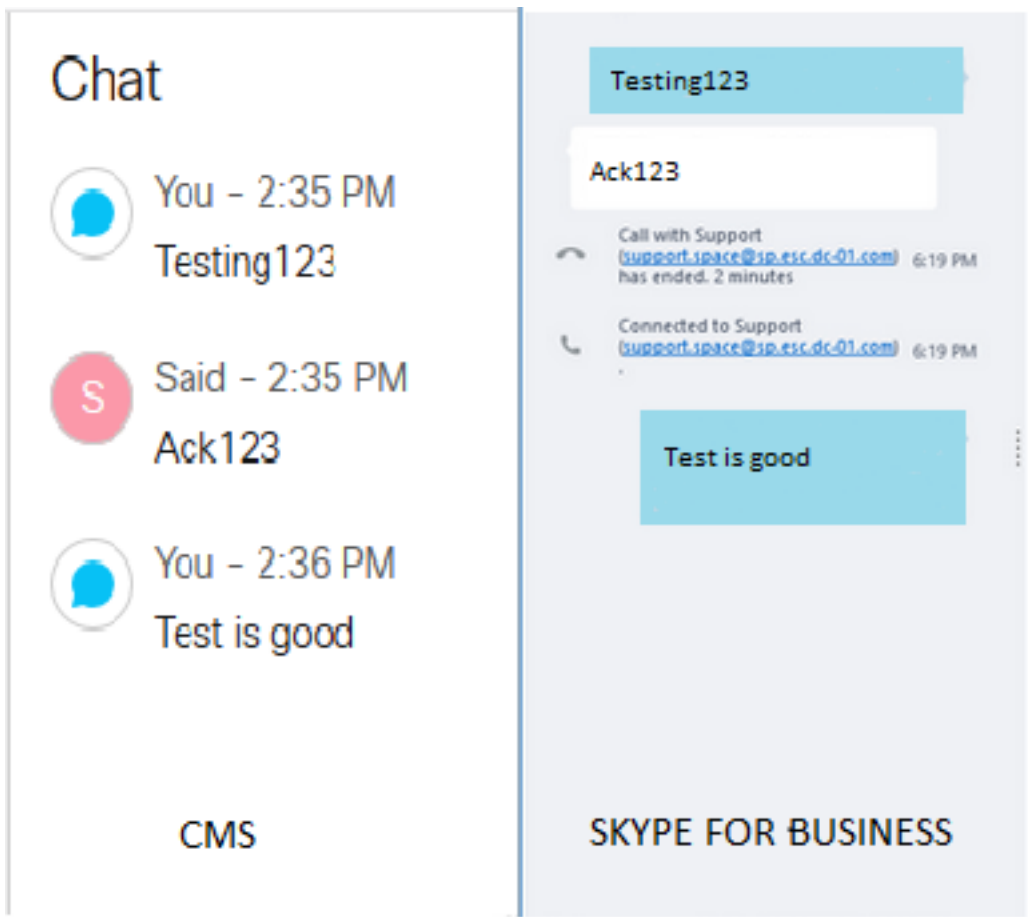 Chat
You – 2:35 PM
Testing123
S
Said – 2:35 PM
Ack123
You – 2:36 PM
Test is good
CMS
Testing123
Ack123
Call with Support
(support.space@sp.esc.dc-01.com) 6:19 PM
has ended. 2 minutes
Connected to Support
(support.space@sp.esc.dc-01.com) 6:19 PM
.
Test is good
SKYPE FOR BUSINESS